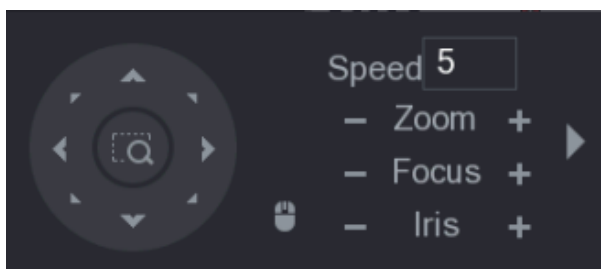 Speed 5
− Zoom +
− Focus +
− Iris +